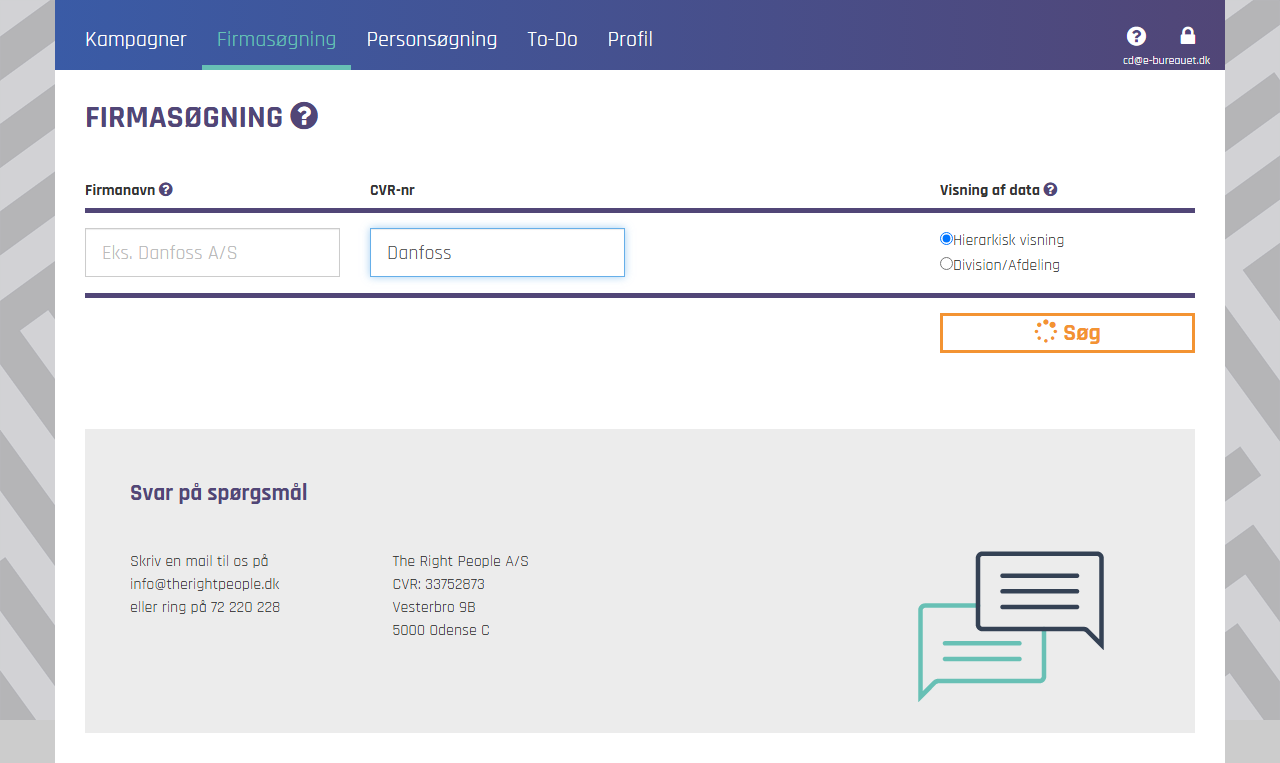 Kampagner Firmasøgning Personsøgning To-Do Profil
cd@e-bureauet.dk
FIRMASØGNING
Firmanavn CVR-nr Visning af data
Eks. Danfoss A/S Danfoss Hierarkisk visning
Division/Afdeling
Søg
Svar på spørgsmål
Skriv en mail til os på
info@therightpeople.dk
eller ring på 72 220 228
The Right People A/S
CVR: 33752873
Vesterbro 9B
5000 Odense C